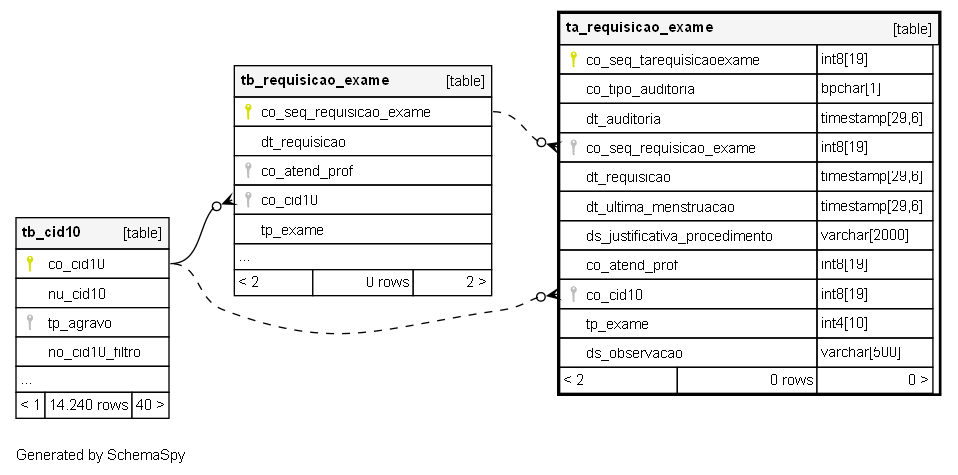 ta_requisicao_exame [table]
co_seq_tarequisicaoexame int8[19]
co_tipo_auditoria bpchar[1]
dt_auditoria timestamp[29,6]
co_seq_requisicao_exame int8[19]
dt_requisicao timestamp[29,6]
dt_ultima_menstruacao timestamp[29,6]
ds_justificativa_procedimento varchar[2000]
co_atend_prof int8[19]
co_cid10 int8[19]
tp_exame int4[10]
ds_observacao varchar[500]
< 2 0 rows 0 >
tb_requisicao_exame [table]
co_seq_requisicao_exame
dt_requisicao
co_atend_prof
co_cid10
tp_exame
...
< 2 0 rows 2 >
tb_cid10 [table]
co_cid10
nu_cid10
tp_agravo
no_cid10_filtro
...
< 1 14.240 rows 40 >
Generated by SchemaSpy